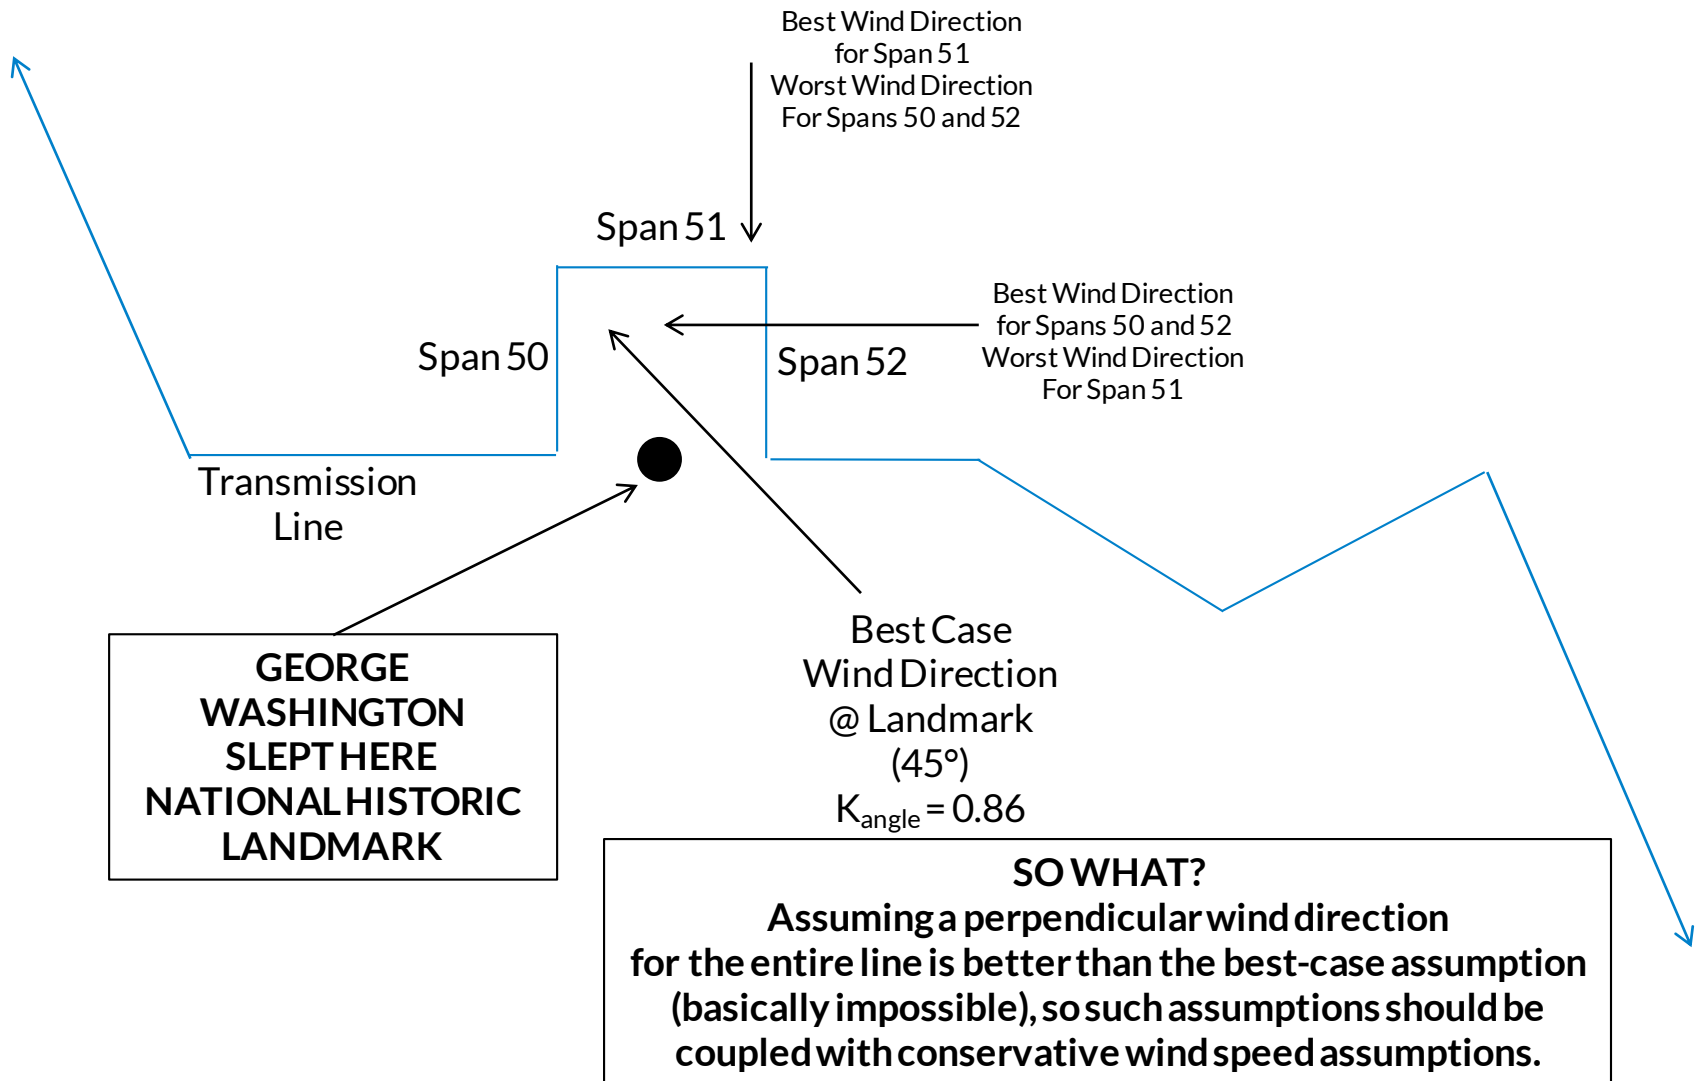 Best Wind Direction
for Span 51
Worst Wind Direction
For Spans 50 and 52
Span 51
Best Wind Direction
for Spans 50 and 52
Worst Wind Direction
For Span 51
Span 50
Span 52
Transmission
Line
GEORGE
WASHINGTON
SLEPT HERE
NATIONAL HISTORIC
LANDMARK
Best Case
Wind Direction
@ Landmark
(45°)
Kangle = 0.86
SO WHAT?
Assuming a perpendicular wind direction
for the entire line is better than the best-case assumption
(basically impossible), so such assumptions should be
coupled with conservative wind speed assumptions.